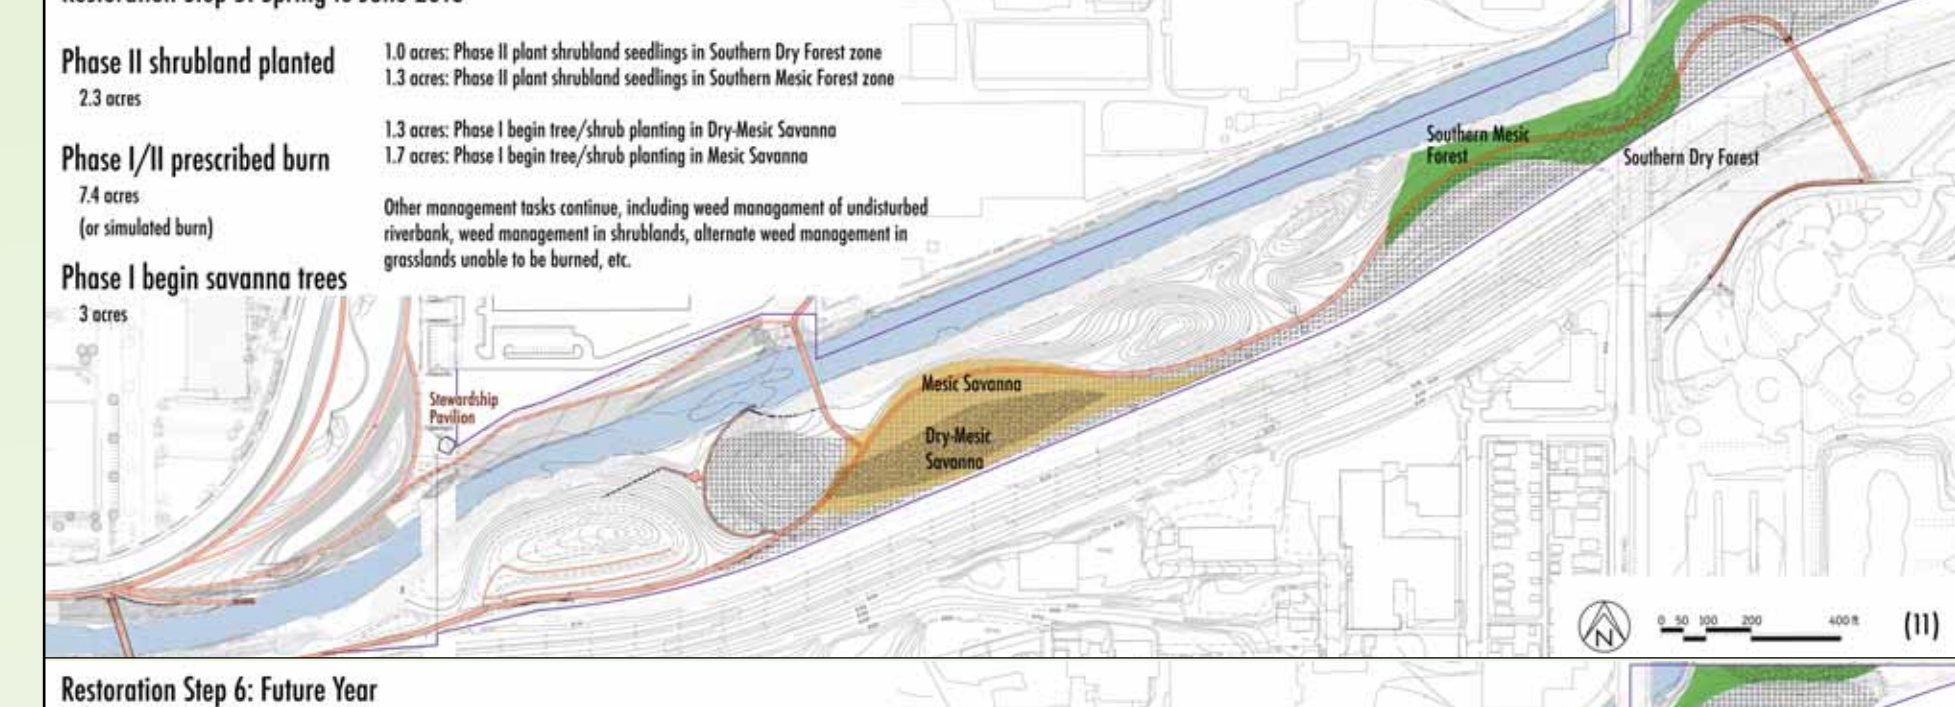 Phase II shrubland planted
2.3 acres
Phase I/II prescribed burn
7.4 acres
(or simulated burn)
Phase I begin savanna trees
3 acres
1.0 acres: Phase II plant shrubland seedlings in Southern Dry Forest zone
1.3 acres: Phase II plant shrubland seedlings in Southern Mesic Forest zone
1.3 acres: Phase I begin tree/shrub planting in Dry-Mesic Savanna
1.7 acres: Phase I begin tree/shrub planting in Mesic Savanna
Other management tasks continue, including weed managament of undisturbed
riverbank, weed management in shrublands, alternate weed management in
grasslands unable to be burned, etc.
Southern Mesic
Forest
Southern Dry Forest
Mesic Savanna
Dry-Mesic
Savanna
Stewardship
Pavilion
N
0 50 100 200 400 ft
(11)
Restoration Step 6: Future Year